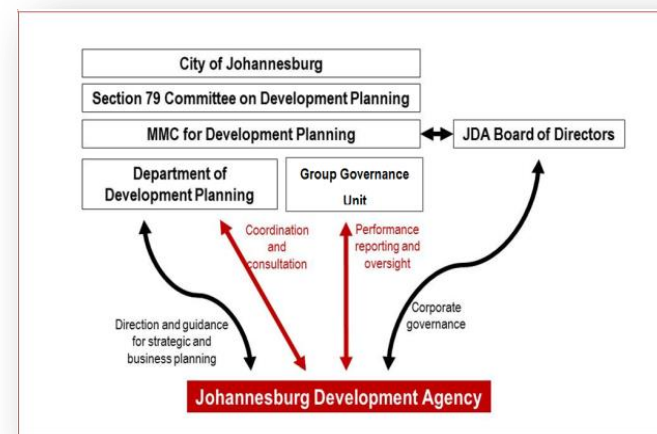 City of Johannesburg
Section 79 Committee on Development Planning
MMC for Development Planning
JDA Board of Directors
Department of
Development Planning
Group Governance
Unit
Coordination
and
consultation
Performance
reporting and
oversight
Direction and guidance
for strategic and
business planning
Corporate
governance
Johannesburg Development Agency